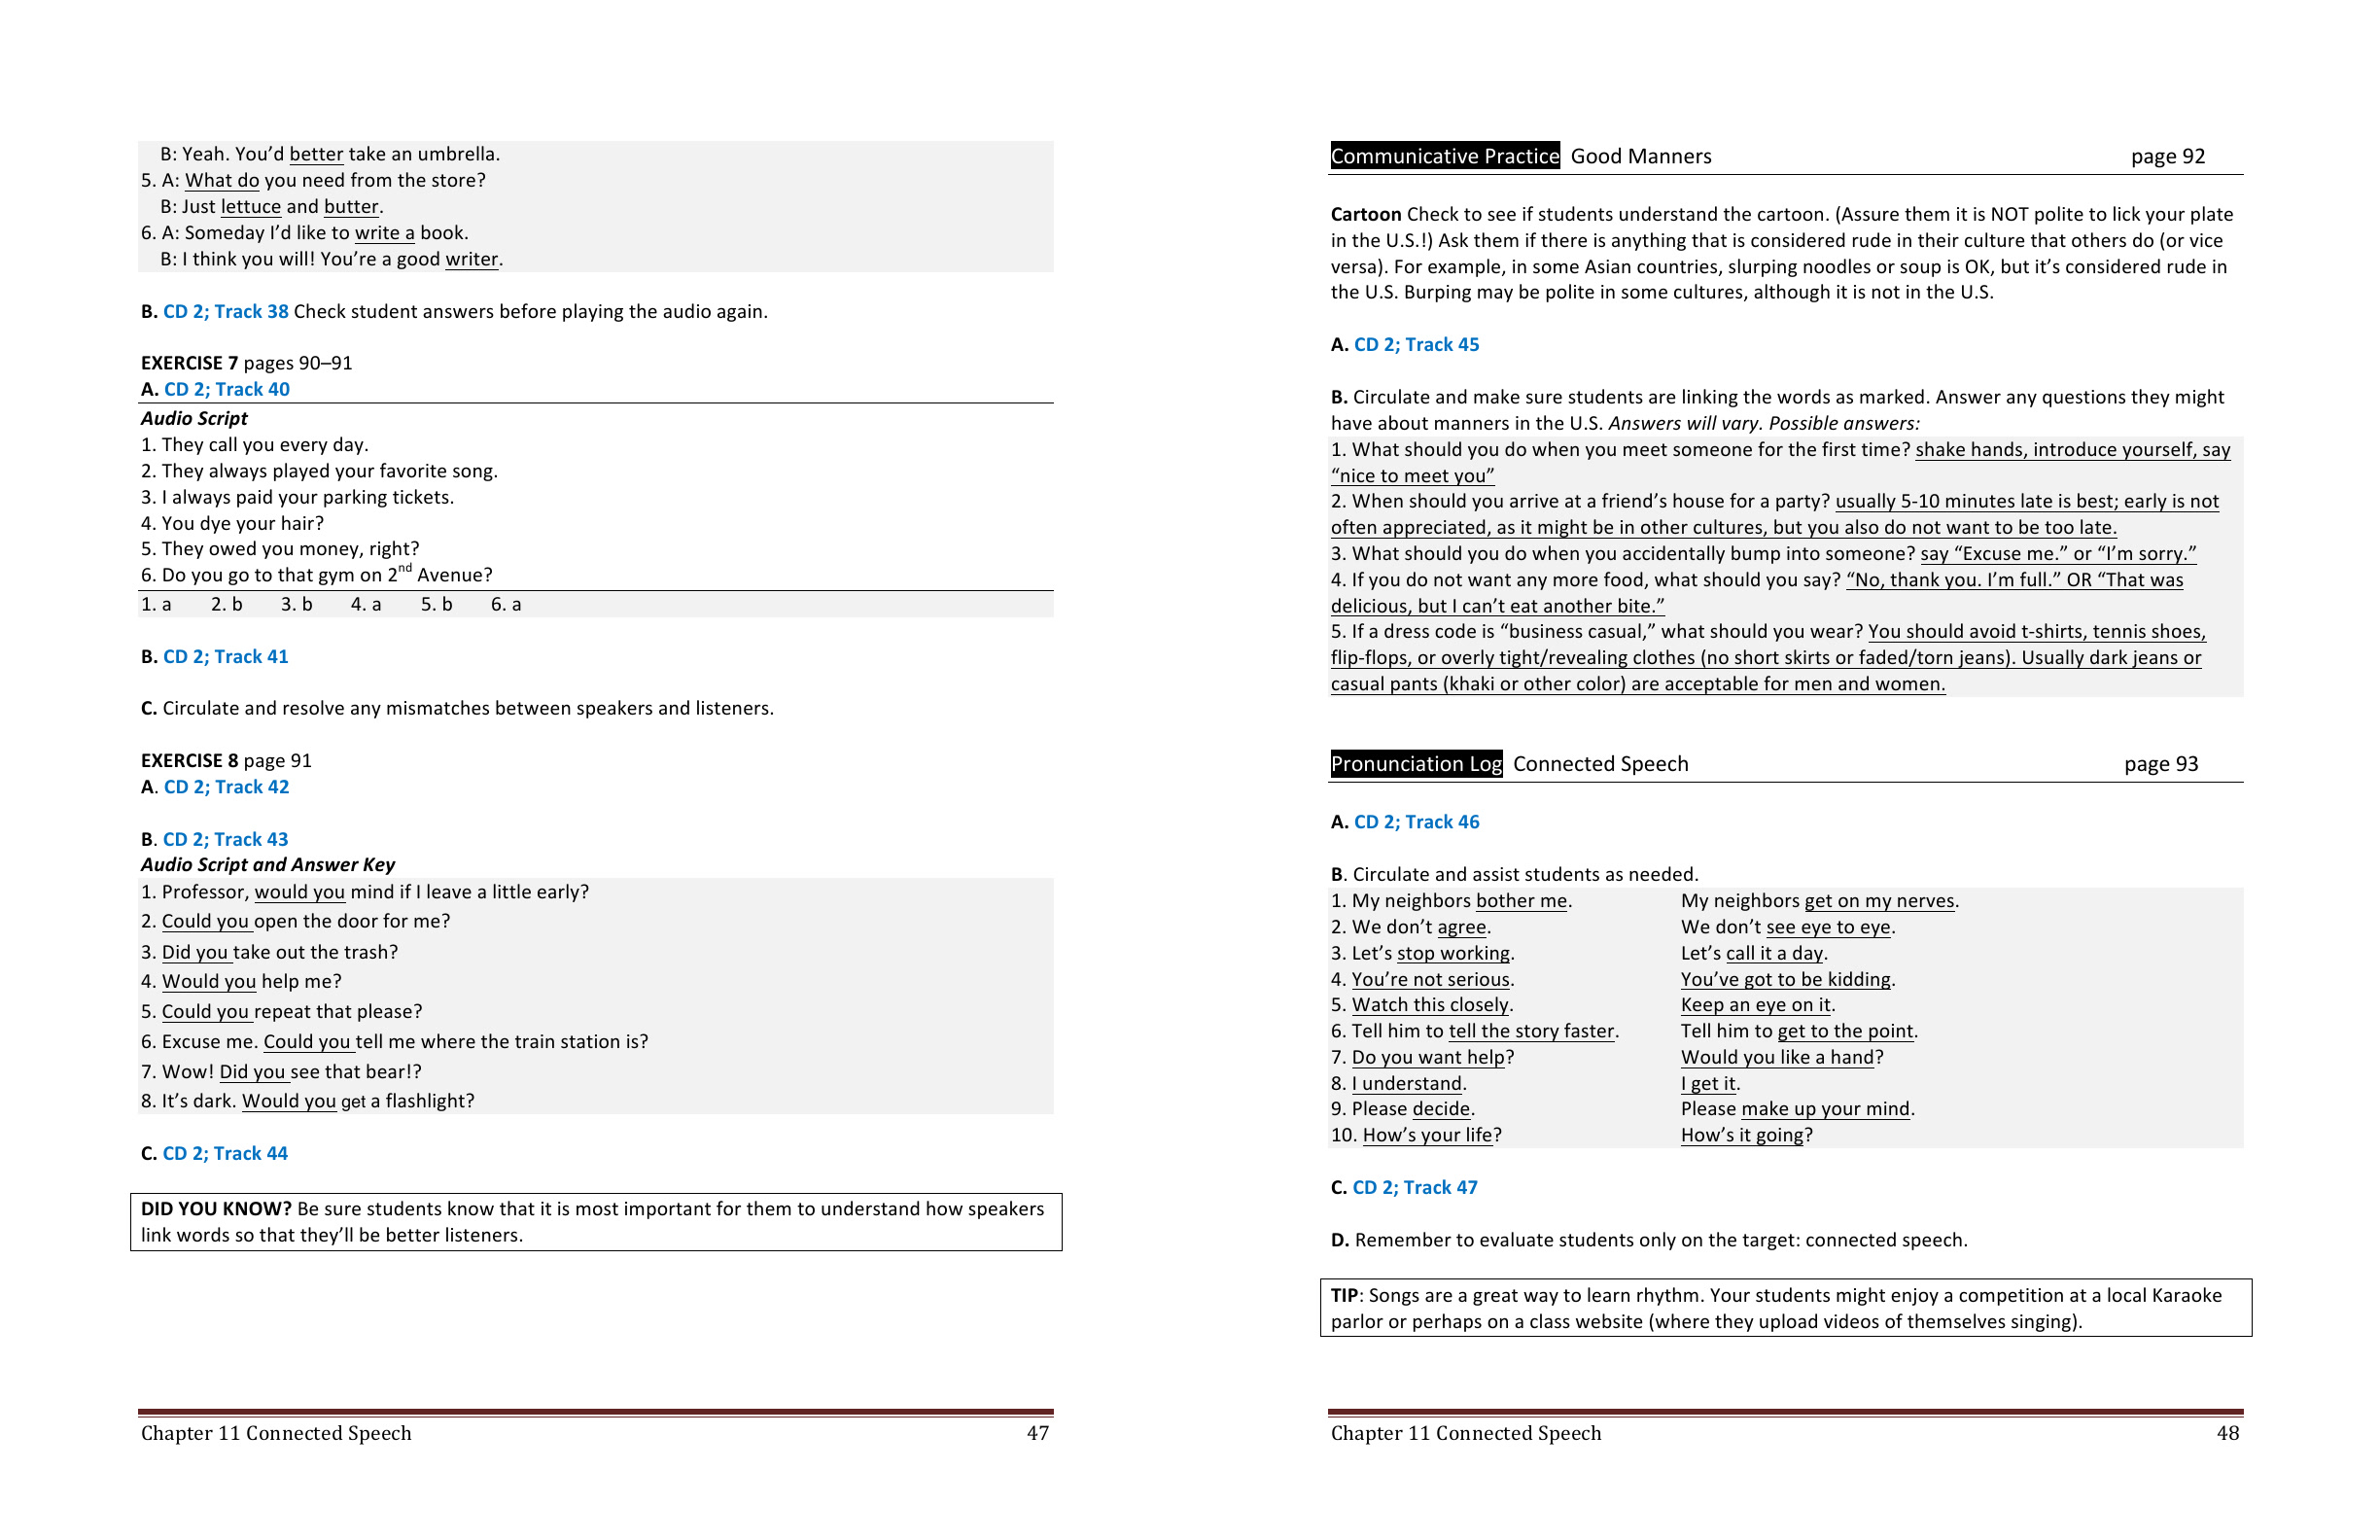 B: Yeah. You’d better take an umbrella.
5. A: What do you need from the store?
B: Just lettuce and butter.
6. A: Someday I’d like to write a book.
B: I think you will! You’re a good writer.
B. CD 2; Track 38 Check student answers before playing the audio again.
EXERCISE 7 pages 90–91
A. CD 2; Track 40
Audio Script
1. They call you every day.
2. They always played your favorite song.
3. I always paid your parking tickets.
4. You dye your hair?
5. They owed you money, right?
6. Do you go to that gym on 2nd Avenue?
1. a 2. b 3. b 4. a 5. b 6. a
B. CD 2; Track 41
C. Circulate and resolve any mismatches between speakers and listeners.
EXERCISE 8 page 91
A. CD 2; Track 42
B. CD 2; Track 43
Audio Script and Answer Key
1. Professor, would you mind if I leave a little early?
2. Could you open the door for me?
3. Did you take out the trash?
4. Would you help me?
5. Could you repeat that please?
6. Excuse me. Could you tell me where the train station is?
7. Wow! Did you see that bear!?
8. It’s dark. Would you get a flashlight?
C. CD 2; Track 44
DID YOU KNOW? Be sure students know that it is most important for them to understand how speakers
link words so that they’ll be better listeners.
Chapter 11 Connected Speech 47
Communicative Practice Good Manners page 92
Cartoon Check to see if students understand the cartoon. (Assure them it is NOT polite to lick your plate
in the U.S.!) Ask them if there is anything that is considered rude in their culture that others do (or vice
versa). For example, in some Asian countries, slurping noodles or soup is OK, but it’s considered rude in
the U.S. Burping may be polite in some cultures, although it is not in the U.S.
A. CD 2; Track 45
B. Circulate and make sure students are linking the words as marked. Answer any questions they might
have about manners in the U.S. Answers will vary. Possible answers:
1. What should you do when you meet someone for the first time? shake hands, introduce yourself, say
“nice to meet you”
2. When should you arrive at a friend’s house for a party? usually 5-10 minutes late is best; early is not
often appreciated, as it might be in other cultures, but you also do not want to be too late.
3. What should you do when you accidentally bump into someone? say “Excuse me.” or “I’m sorry.”
4. If you do not want any more food, what should you say? “No, thank you. I’m full.” OR “That was
delicious, but I can’t eat another bite.”
5. If a dress code is “business casual,” what should you wear? You should avoid t-shirts, tennis shoes,
flip-flops, or overly tight/revealing clothes (no short skirts or faded/torn jeans). Usually dark jeans or
casual pants (khaki or other color) are acceptable for men and women.
Pronunciation Log Connected Speech page 93
A. CD 2; Track 46
B. Circulate and assist students as needed.
1. My neighbors bother me. My neighbors get on my nerves.
2. We don’t agree. We don’t see eye to eye.
3. Let’s stop working. Let’s call it a day.
4. You’re not serious. You’ve got to be kidding.
5. Watch this closely. Keep an eye on it.
6. Tell him to tell the story faster. Tell him to get to the point.
7. Do you want help? Would you like a hand?
8. I understand. I get it.
9. Please decide. Please make up your mind.
10. How’s your life? How’s it going?
C. CD 2; Track 47
D. Remember to evaluate students only on the target: connected speech.
TIP: Songs are a great way to learn rhythm. Your students might enjoy a competition at a local Karaoke
parlor or perhaps on a class website (where they upload videos of themselves singing).
Chapter 11 Connected Speech 48